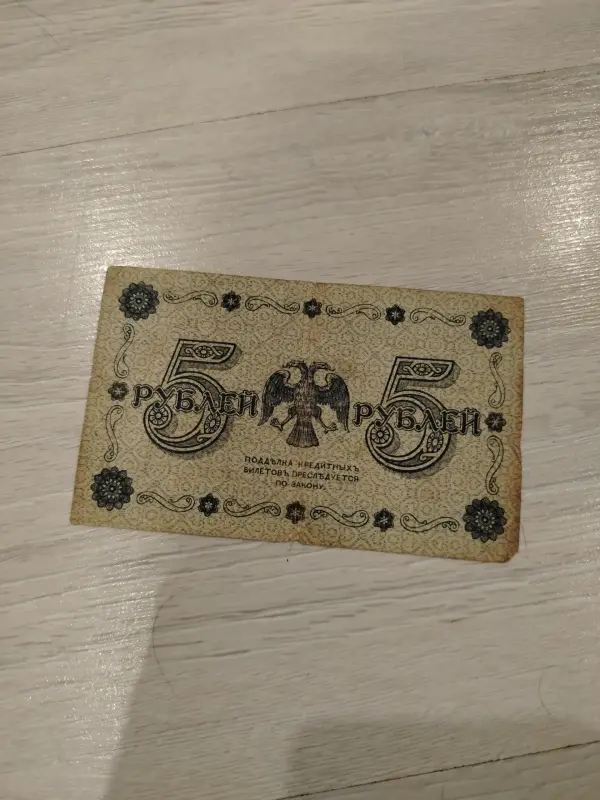 5 5
РУБЛЕЙ РУБЛЕЙ
ПОДДѢЛКА КРЕДИТНЫХЪ
БИЛЕТОВЪ ПРЕСЛѢДУЕТСЯ
ПО ЗАКОНУ.